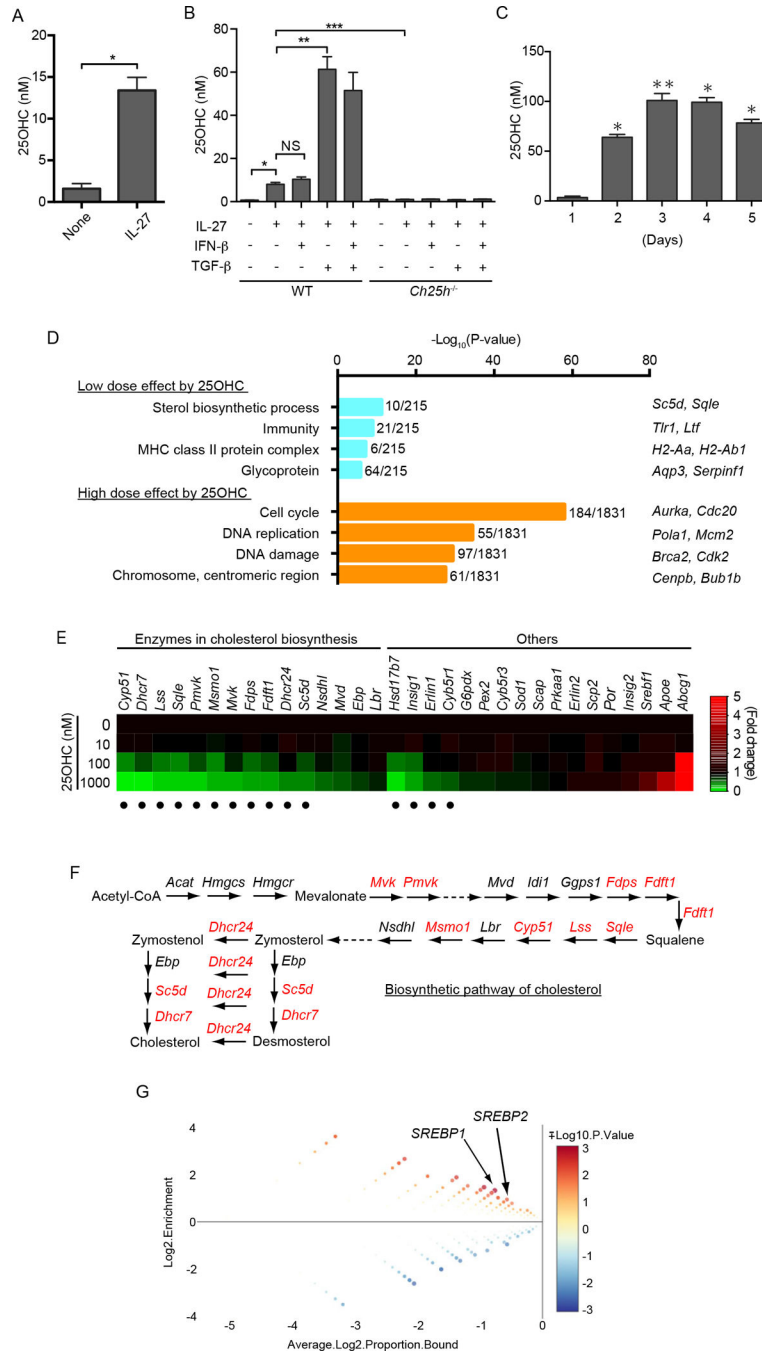 A
*
25OHC (nM)
20
15
10
5
0
None
IL-27
B
***
**
NS
*
25OHC (nM)
80
60
40
20
0
IL-27 - + + + + - + + + +
IFN-β - - + - + - - + - +
TGF-β - - - + + - - - + +
WT
Ch25h-/-
C
25OHC (nM)
150
100
50
0
* ** * *
1 2 3 4 5
(Days)
D
-Log10(P-value)
0 20 40 60 80
Low dose effect by 25OHC
Sterol biosynthetic process 10/215 Sc5d, Sqle
Immunity 21/215 Tlr1, Ltf
MHC class II protein complex 6/215 H2-Aa, H2-Ab1
Glycoprotein 64/215 Aqp3, Serpinf1
High dose effect by 25OHC
Cell cycle 184/1831 Aurka, Cdc20
DNA replication 55/1831 Pola1, Mcm2
DNA damage 97/1831 Brca2, Cdk2
Chromosome, centromeric region 61/1831 Cenpb, Bub1b
E
Enzymes in cholesterol biosynthesis Others
Cyp51 Dhcr7 Lss Sqle Pmvk Msmo1 Mvk Fdps Fdft1 Dhcr24 Sc5d Nsdhl Mvd Ebp Lbr Hsd17b7 Insig1 Erlin1 Cyb5r1 G6pdx Pex2 Cyb5r3 Sod1 Scap Prkaa1 Erlin2 Scp2 Por Insig2 Srebf1 Apoe Abcg1
25OHC (nM)
0
10
100
1000
5
4
3
2
1
0
(Fold change)
F
Acat Hmgcs Hmgcr Mvk Pmvk Mvd Idi1 Ggps1 Fdps Fdft1
Acetyl-CoA Mevalonate
Fdft1
Dhcr24 Nsdhl Msmo1 Lbr Cyp51 Lss Sqle
Zymostenol Zymosterol Squalene
Ebp Dhcr24 Ebp
Sc5d Dhcr24 Sc5d
Biosynthetic pathway of cholesterol
Dhcr7 Dhcr24 Dhcr7
Cholesterol Desmosterol
G
SREBP2
SREBP1
∓Log10.P.Value
Log2.Enrichment
4
2
0
-2
-4
3
2
1
0
-1
-2
-3
-5 -4 -3 -2 -1 0
Average.Log2.Proportion.Bound